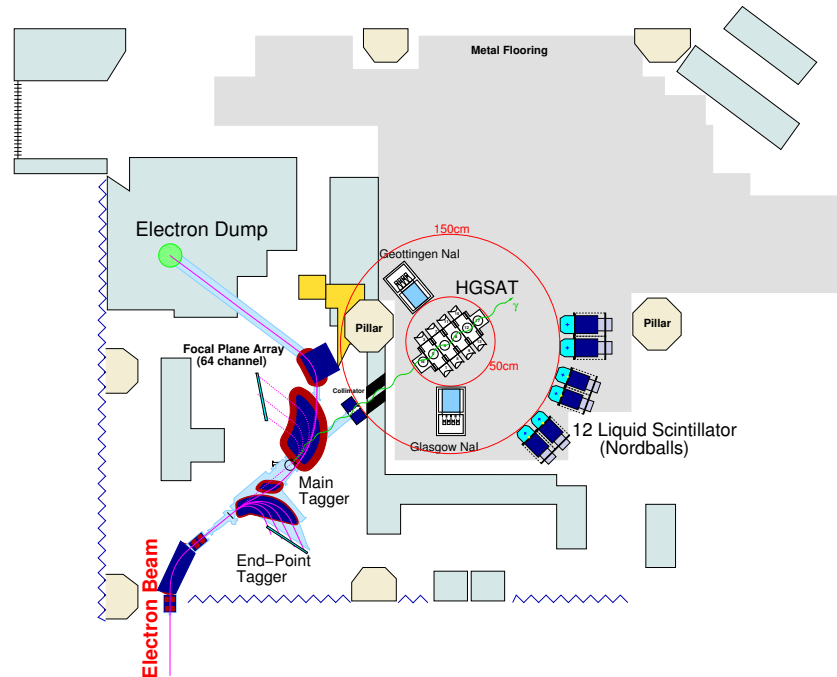 Metal Flooring
150cm
Electron Dump
Geottingen NaI
HGSAT
γ
Pillar
Pillar
Focal Plane Array
(64 channel)
50cm
Collimator
12 Liquid Scintillator
(Nordballs)
Glasgow NaI
Main
Tagger
End−Point
Tagger
Electron Beam